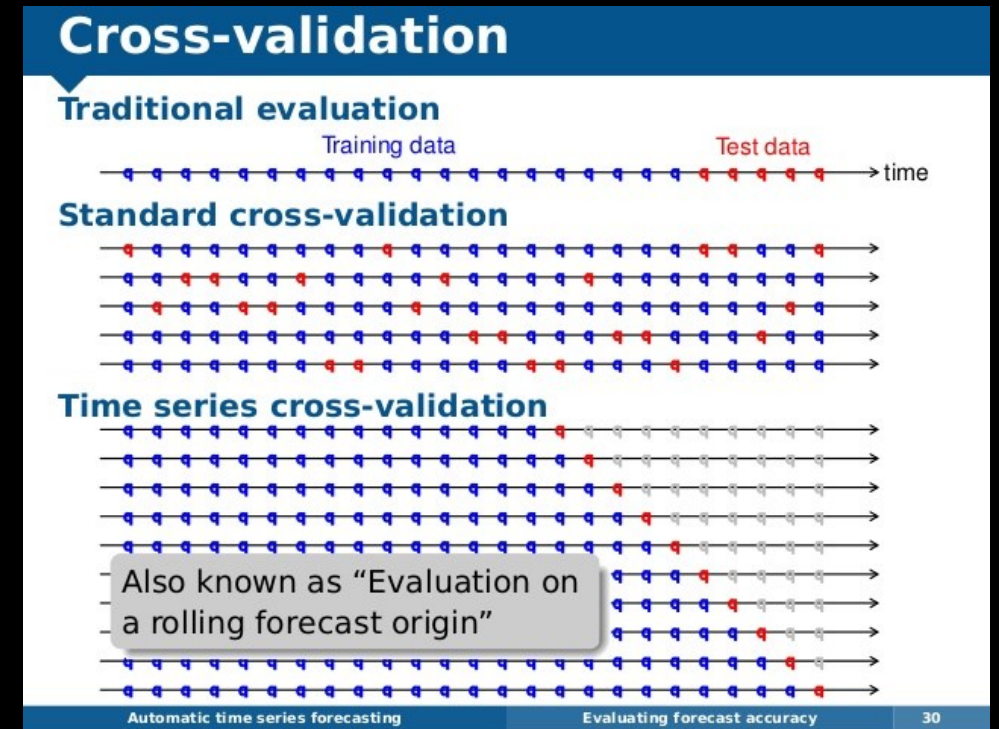 Cross-validation
Traditional evaluation
Training data Test data
time
Standard cross-validation
Time series cross-validation
Also known as “Evaluation on
a rolling forecast origin”
Automatic time series forecasting Evaluating forecast accuracy 30